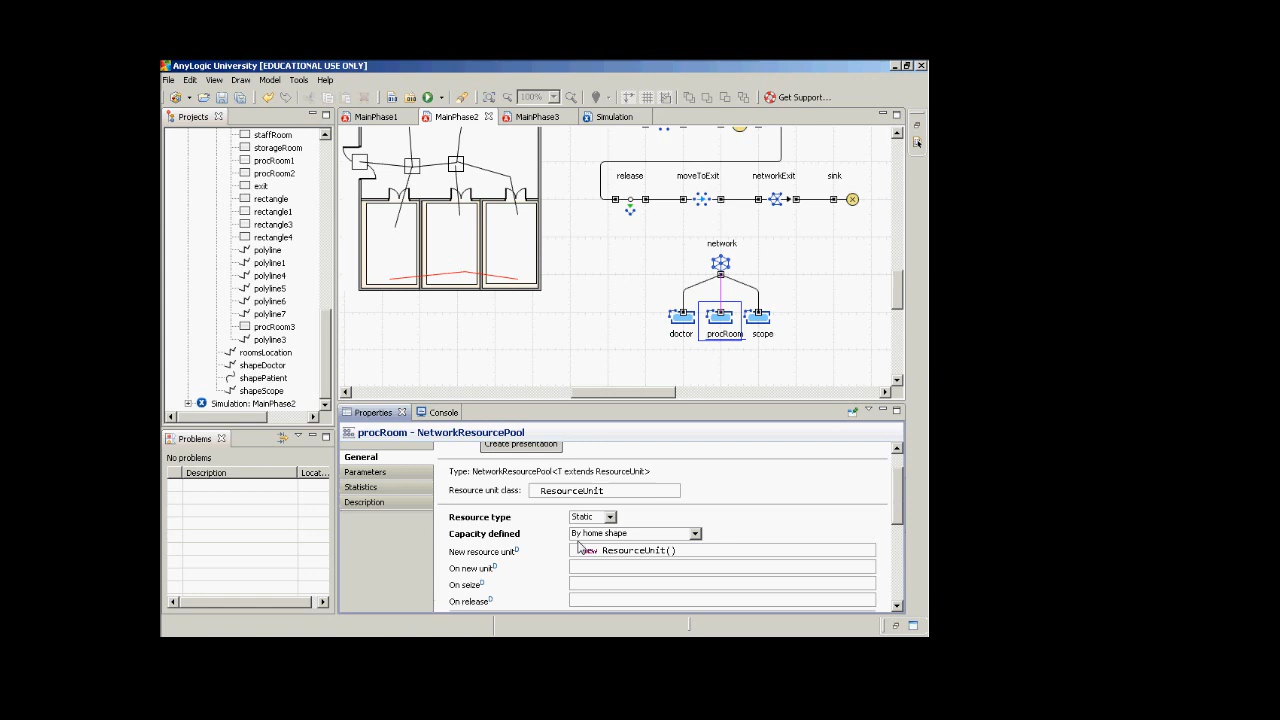 AnyLogic University [EDUCATIONAL USE ONLY]
File Edit View Draw Model Tools Help
100%
Get Support...
Projects
MainPhase1
MainPhase2
MainPhase3
Simulation
staffRoom
storageRoom
procRoom1
procRoom2
exit
rectangle
rectangle1
rectangle3
rectangle4
polyline
polyline1
polyline4
polyline5
polyline6
polyline7
procRoom3
polyline3
roomsLocation
shapeDoctor
shapePatient
shapeScope
Simulation: MainPhase2
release
moveToExit
networkExit
sink
network
doctor
procRoom
scope
Problems
No problems
Description
Locat...
Properties
Console
procRoom - NetworkResourcePool
General
Parameters
Statistics
Description
Create presentation
Type: NetworkResourcePool<T extends ResourceUnit>
Resource unit class: ResourceUnit
Resource type Static
Capacity defined By home shape
New resource unit new ResourceUnit()
On new unit
On seize
On release